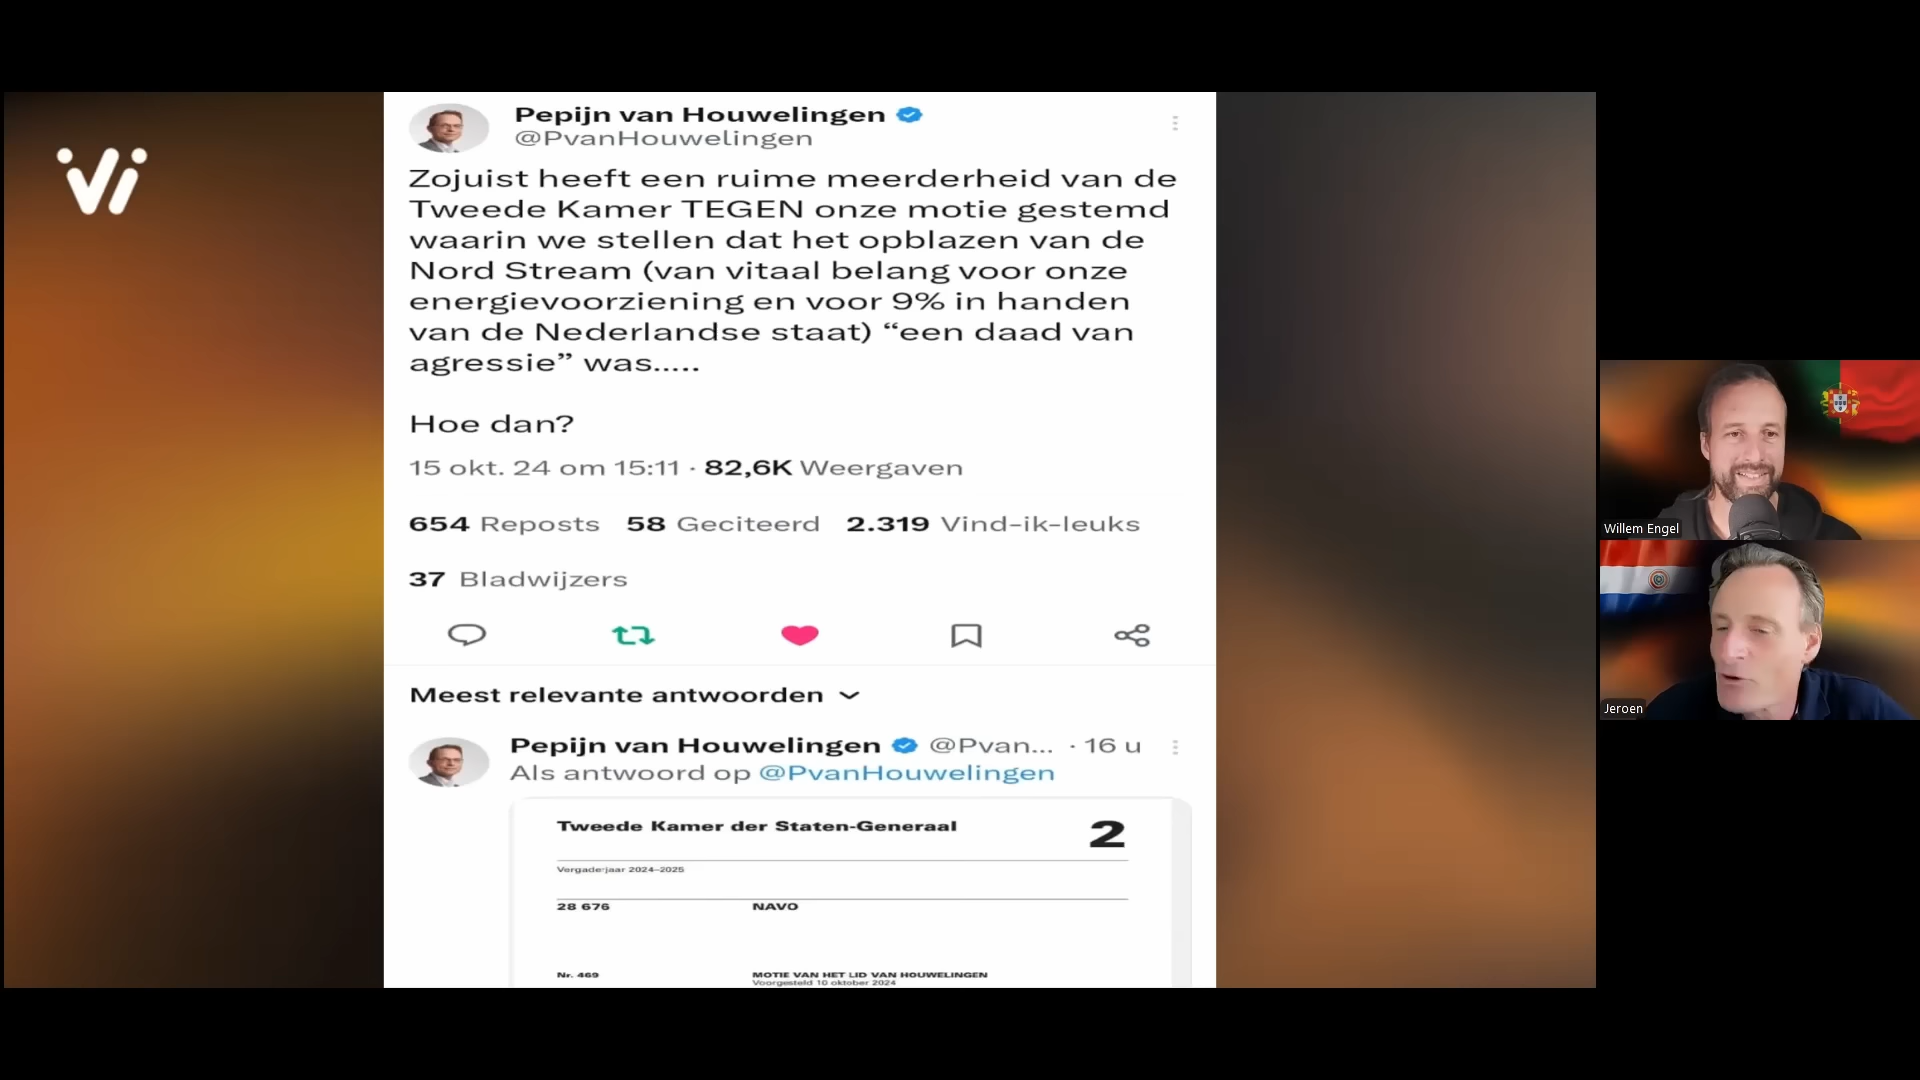 Pepijn van Houwelingen
@PvanHouwelingen
Zojuist heeft een ruime meerderheid van de
Tweede Kamer TEGEN onze motie gestemd
waarin we stellen dat het opblazen van de
Nord Stream (van vitaal belang voor onze
energievoorziening en voor 9% in handen
van de Nederlandse staat) “een daad van
agressie” was.....
Hoe dan?
15 okt. 24 om 15:11 · 82,6K Weergaven
654 Reposts 58 Geciteerd 2.319 Vind-ik-leuks
37 Bladwijzers
Meest relevante antwoorden
Pepijn van Houwelingen @Pvan... · 16 u
Als antwoord op @PvanHouwelingen
Tweede Kamer der Staten-Generaal 2
Vergaderjaar 2024–2025
28 676 NAVO
Nr. 469 MOTIE VAN HET LID VAN HOUWELINGEN
Voorgesteld 10 oktober 2024
Willem Engel
Jeroen